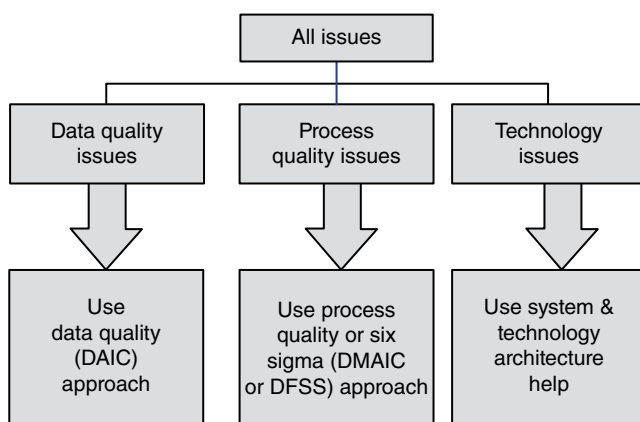 All issues
Data quality
issues
Process
quality issues
Technology
issues
Use
data quality
(DAIC)
approach
Use process
quality or six
sigma (DMAIC
or DFSS) approach
Use system &
technology
architecture
help